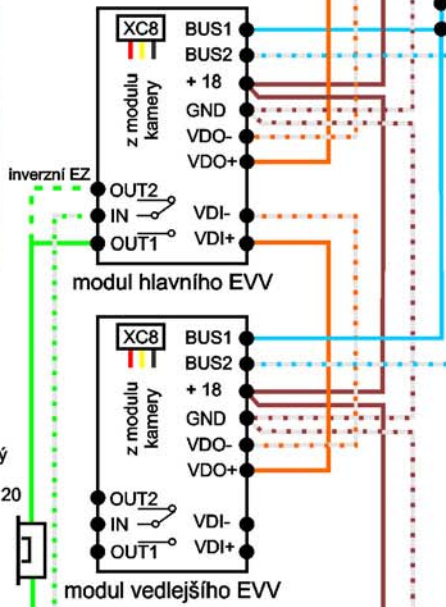 XC8
z modulu
kamery
BUS1
BUS2
+ 18
GND
VDO-
VDO+
inverzní EZ
OUT2
IN
OUT1
VDI-
VDI+
modul hlavního EVV
XC8
z modulu
kamery
BUS1
BUS2
+ 18
GND
VDO-
VDO+
ý
20
OUT2
IN
OUT1
VDI-
VDI+
modul vedlejšího EVV